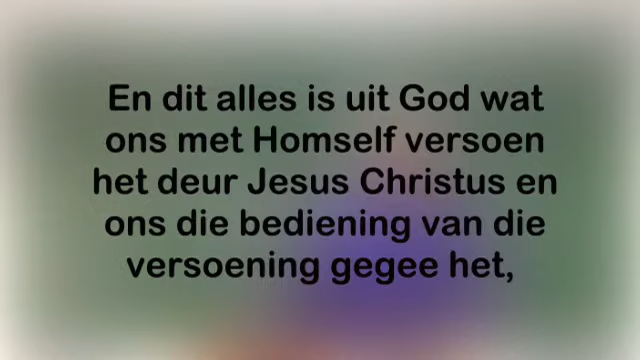 En dit alles is uit God wat
ons met Homself versoen
het deur Jesus Christus en
ons die bediening van die
versoening gegee het,